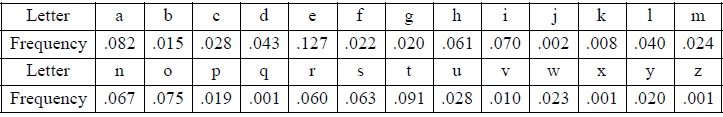 Letter a b c d e f g h i j k l m
Frequency .082 .015 .028 .043 .127 .022 .020 .061 .070 .002 .008 .040 .024
Letter n o p q r s t u v w x y z
Frequency .067 .075 .019 .001 .060 .063 .091 .028 .010 .023 .001 .020 .001